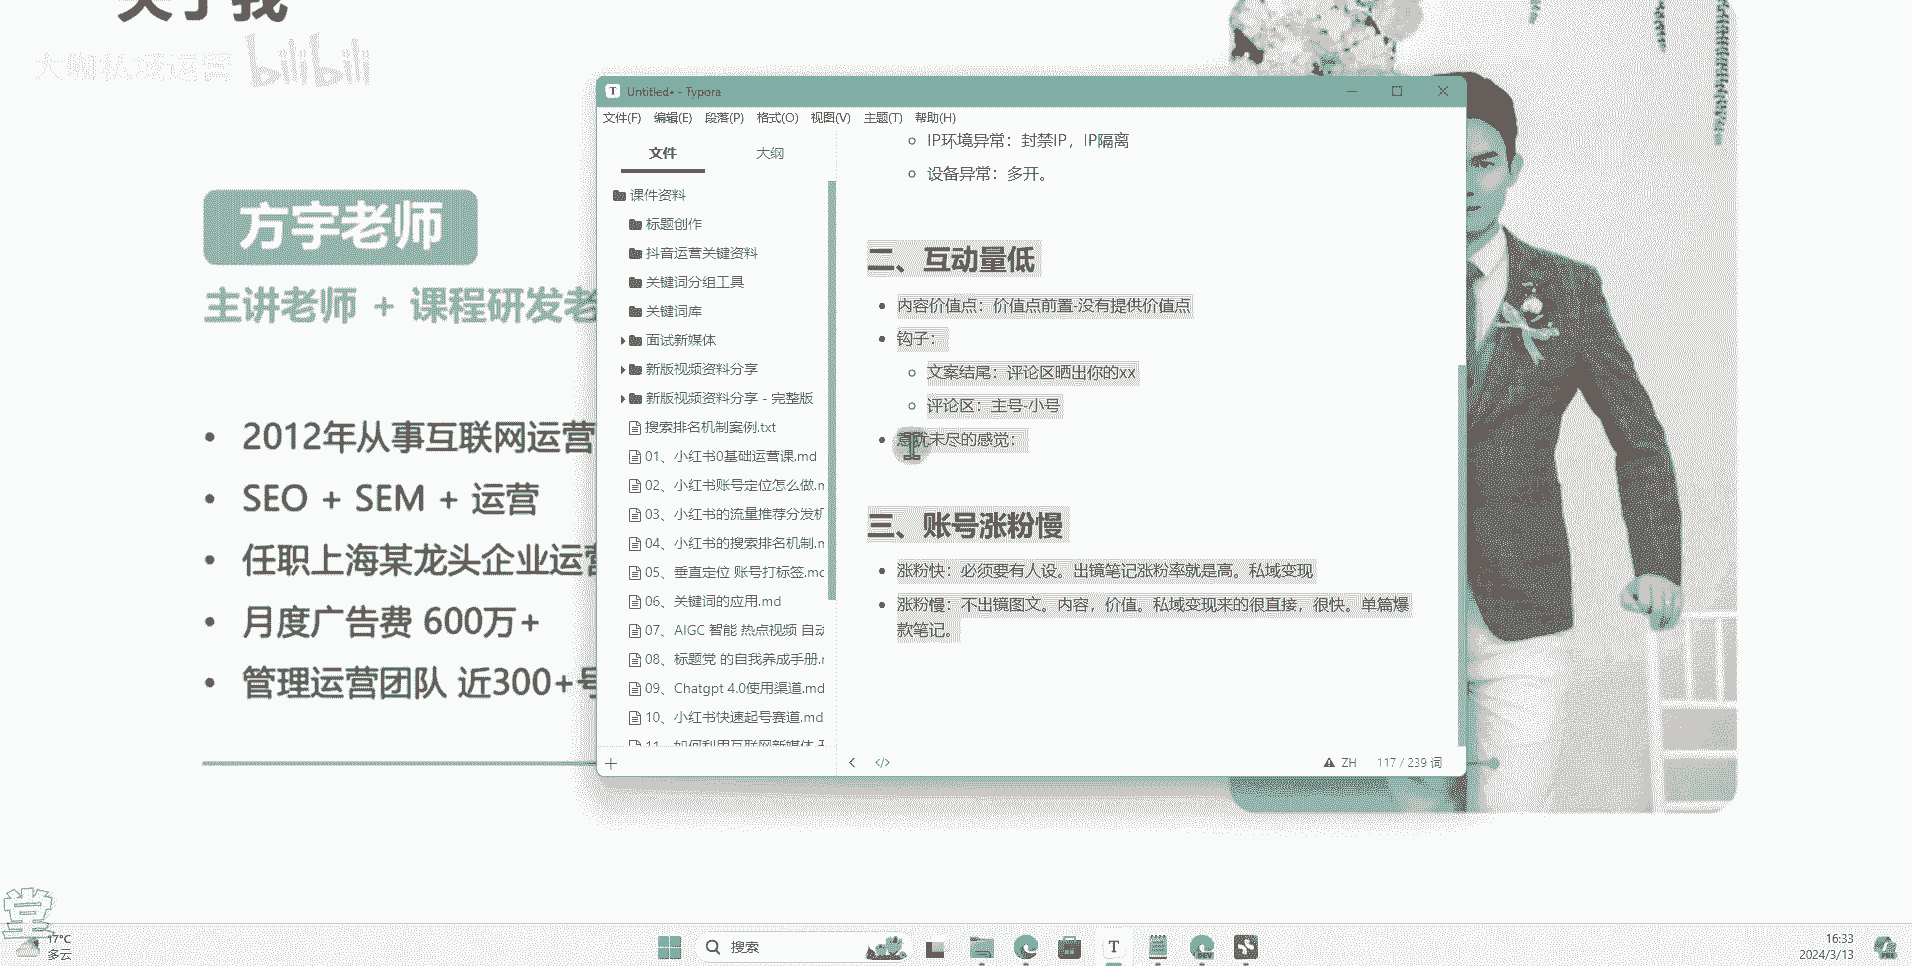 关于我
大咖私域运营 bilibili
方宇老师
主讲老师 + 课程研发老
2012年从事互联网运营
SEO + SEM + 运营
任职上海某龙头企业运营
月度广告费 600万+
管理运营团队 近300+号
Untitled• - Typora
文件(F) 编辑(E) 段落(P) 格式(O) 视图(V) 主题(T) 帮助(H)
文件 大纲
课件资料
标题创作
抖音运营关键资料
关键词分组工具
关键词库
面试新媒体
新版视频资料分享
新版视频资料分享 - 完整版
搜索排名机制案例.txt
01、小红书0基础运营课.md
02、小红书账号定位怎么做.m
03、小红书的流量推荐分发机
04、小红书的搜索排名机制.m
05、垂直定位 账号打标签.mc
06、关键词的应用.md
07、AIGC 智能 热点视频 自动
08、标题党 的自我养成手册.r
09、Chatgpt 4.0使用渠道.md
10、小红书快速起号赛道.md
11、如何利用互联网新媒体
IP环境异常：封禁IP，IP隔离
设备异常：多开。
二、互动量低
内容价值点：价值点前置-没有提供价值点
钩子：
文案结尾：评论区晒出你的xx
评论区：主号-小号
意犹未尽的感觉：
三、账号涨粉慢
涨粉快：必须要有人设。出镜笔记涨粉率就是高。私域变现
涨粉慢：不出镜图文。内容，价值。私域变现来的很直接，很快。单篇爆
款笔记。
ZH 117 / 239 词
堂
17°C
多云
搜索
16:33
2024/3/13